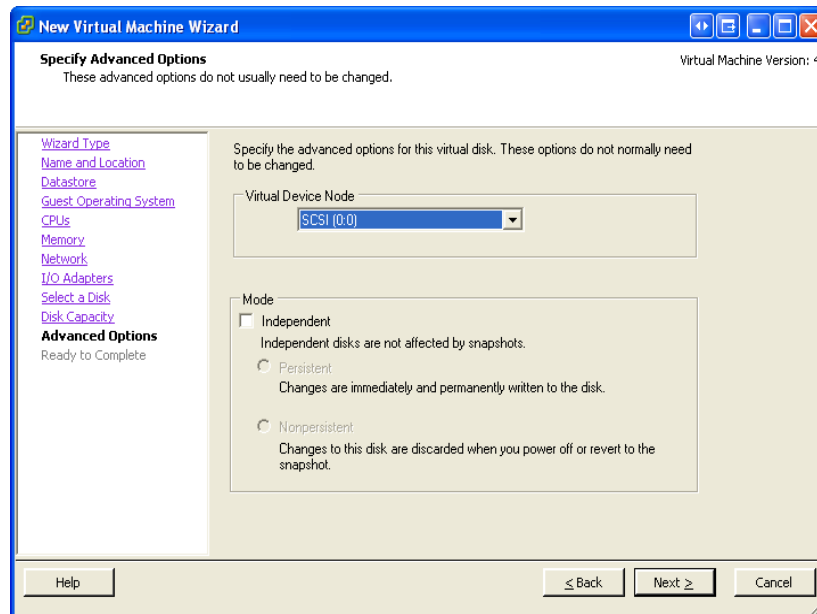 New Virtual Machine Wizard
Specify Advanced Options
These advanced options do not usually need to be changed.
Virtual Machine Version: 4
Wizard Type
Name and Location
Datastore
Guest Operating System
CPUs
Memory
Network
I/O Adapters
Select a Disk
Disk Capacity
Advanced Options
Ready to Complete
Specify the advanced options for this virtual disk. These options do not normally need
to be changed.
Virtual Device Node
SCSI (0:0)
Mode
Independent
Independent disks are not affected by snapshots.
Persistent
Changes are immediately and permanently written to the disk.
Nonpersistent
Changes to this disk are discarded when you power off or revert to the
snapshot.
Help
< Back
Next >
Cancel